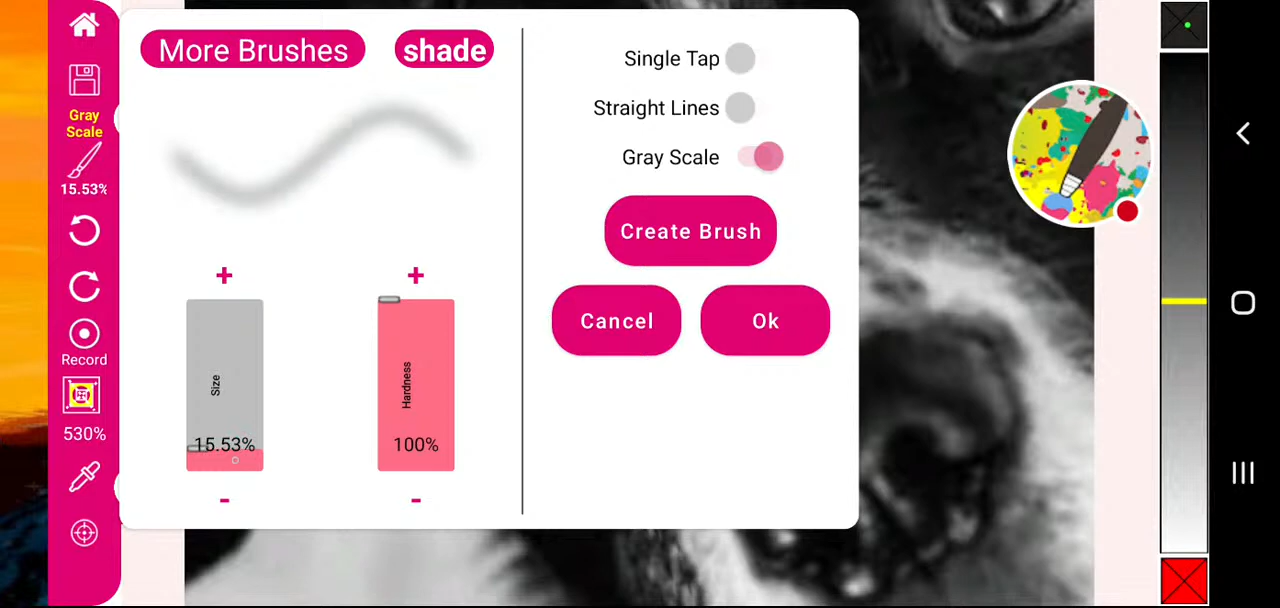 Gray
Scale
15.53%
Record
530%
More Brushes
shade
+
+
Size
15.53%
Hardness
100%
-
-
Single Tap
Straight Lines
Gray Scale
Create Brush
Cancel
Ok